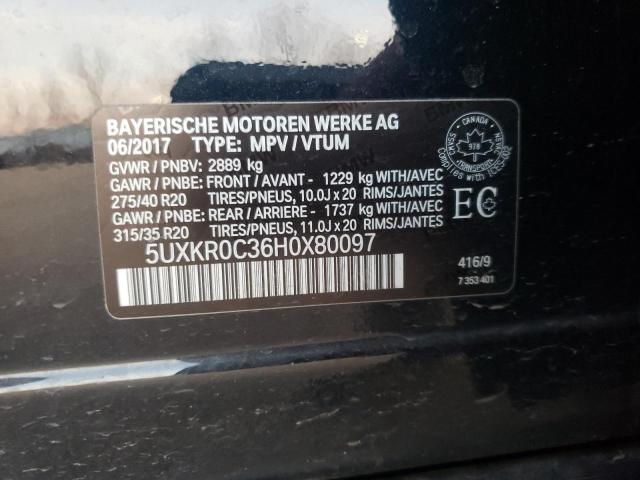 BAYERISCHE MOTOREN WERKE AG
06/2017 TYPE: MPV / VTUM
GVWR / PNBV: 2889 kg
GAWR / PNBE: FRONT / AVANT - 1229 kg WITH/AVEC
275/40 R20 TIRES/PNEUS, 10.0J x 20 RIMS/JANTES
GAWR / PNBE: REAR / ARRIERE - 1737 kg WITH/AVEC
315/35 R20 TIRES/PNEUS, 11.0J x 20 RIMS/JANTES
5UXKR0C36H0X80097
CANADA
978
TRANSPORT
EC
416/9
7 353 401